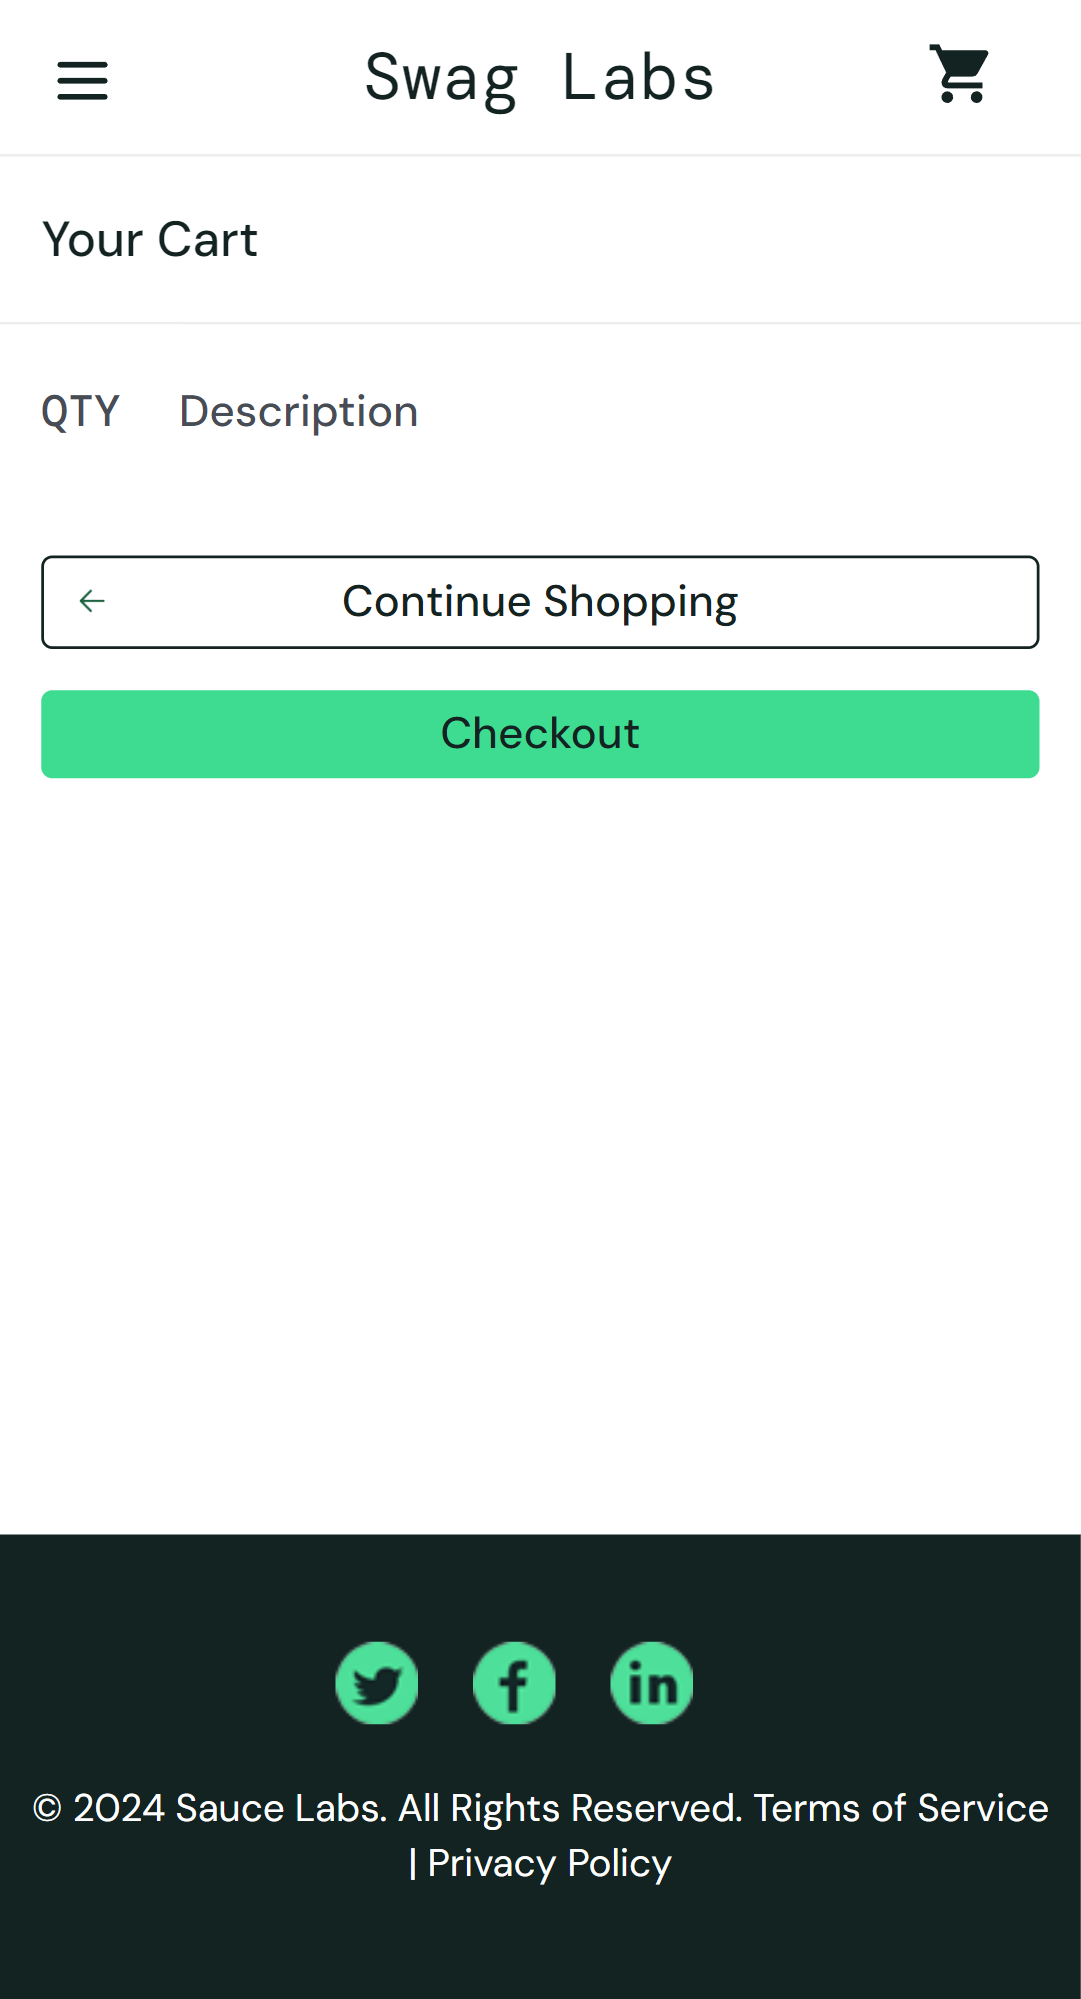 Swag Labs
Your Cart
QTY Description
Continue Shopping
Checkout
© 2024 Sauce Labs. All Rights Reserved. Terms of Service
| Privacy Policy